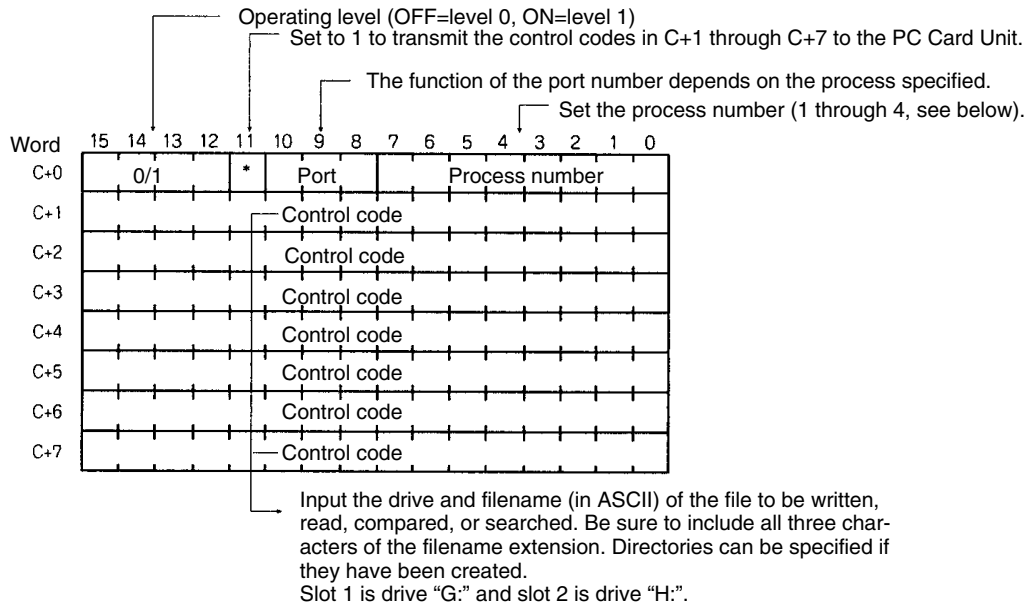 Operating level (OFF=level 0, ON=level 1)
Set to 1 to transmit the control codes in C+1 through C+7 to the PC Card Unit.
The function of the port number depends on the process specified.
Set the process number (1 through 4, see below).
Word 15 14 13 12 11 10 9 8 7 6 5 4 3 2 1 0
C+0 0/1 * Port Process number
C+1 Control code
C+2 Control code
C+3 Control code
C+4 Control code
C+5 Control code
C+6 Control code
C+7 Control code
Input the drive and filename (in ASCII) of the file to be written,
read, compared, or searched. Be sure to include all three char-
acters of the filename extension. Directories can be specified if
they have been created.
Slot 1 is drive “G:” and slot 2 is drive “H:”.